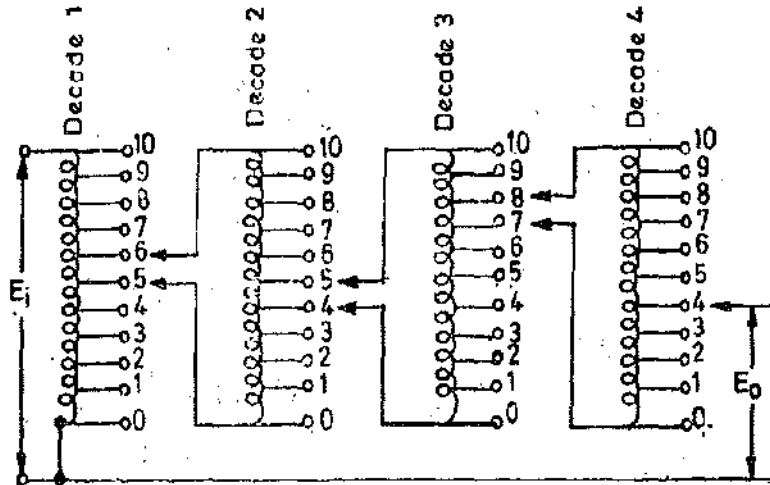 Decade 1
Decade 2
Decade 3
Decade 4
10 10 10 10
9 9 9 9
8 8 8 8
7 7 7 7
6 6 6 6
5 5 5 5
4 4 4 4
3 3 3 3
2 2 2 2
1 1 1 1
0 0 0 0
Ei
E0